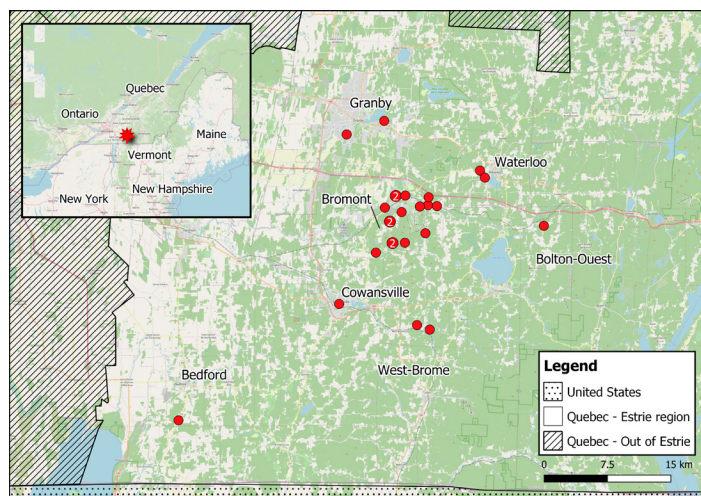 Quebec
Ontario
Maine
Vermont
New Hampshire
New York
Granby
Waterloo
2
Bromont
2
2
Bolton-Ouest
Cowansville
West-Brome
Bedford
Legend
United States
Quebec - Estrie region
Quebec - Out of Estrie
0 7.5 15 km